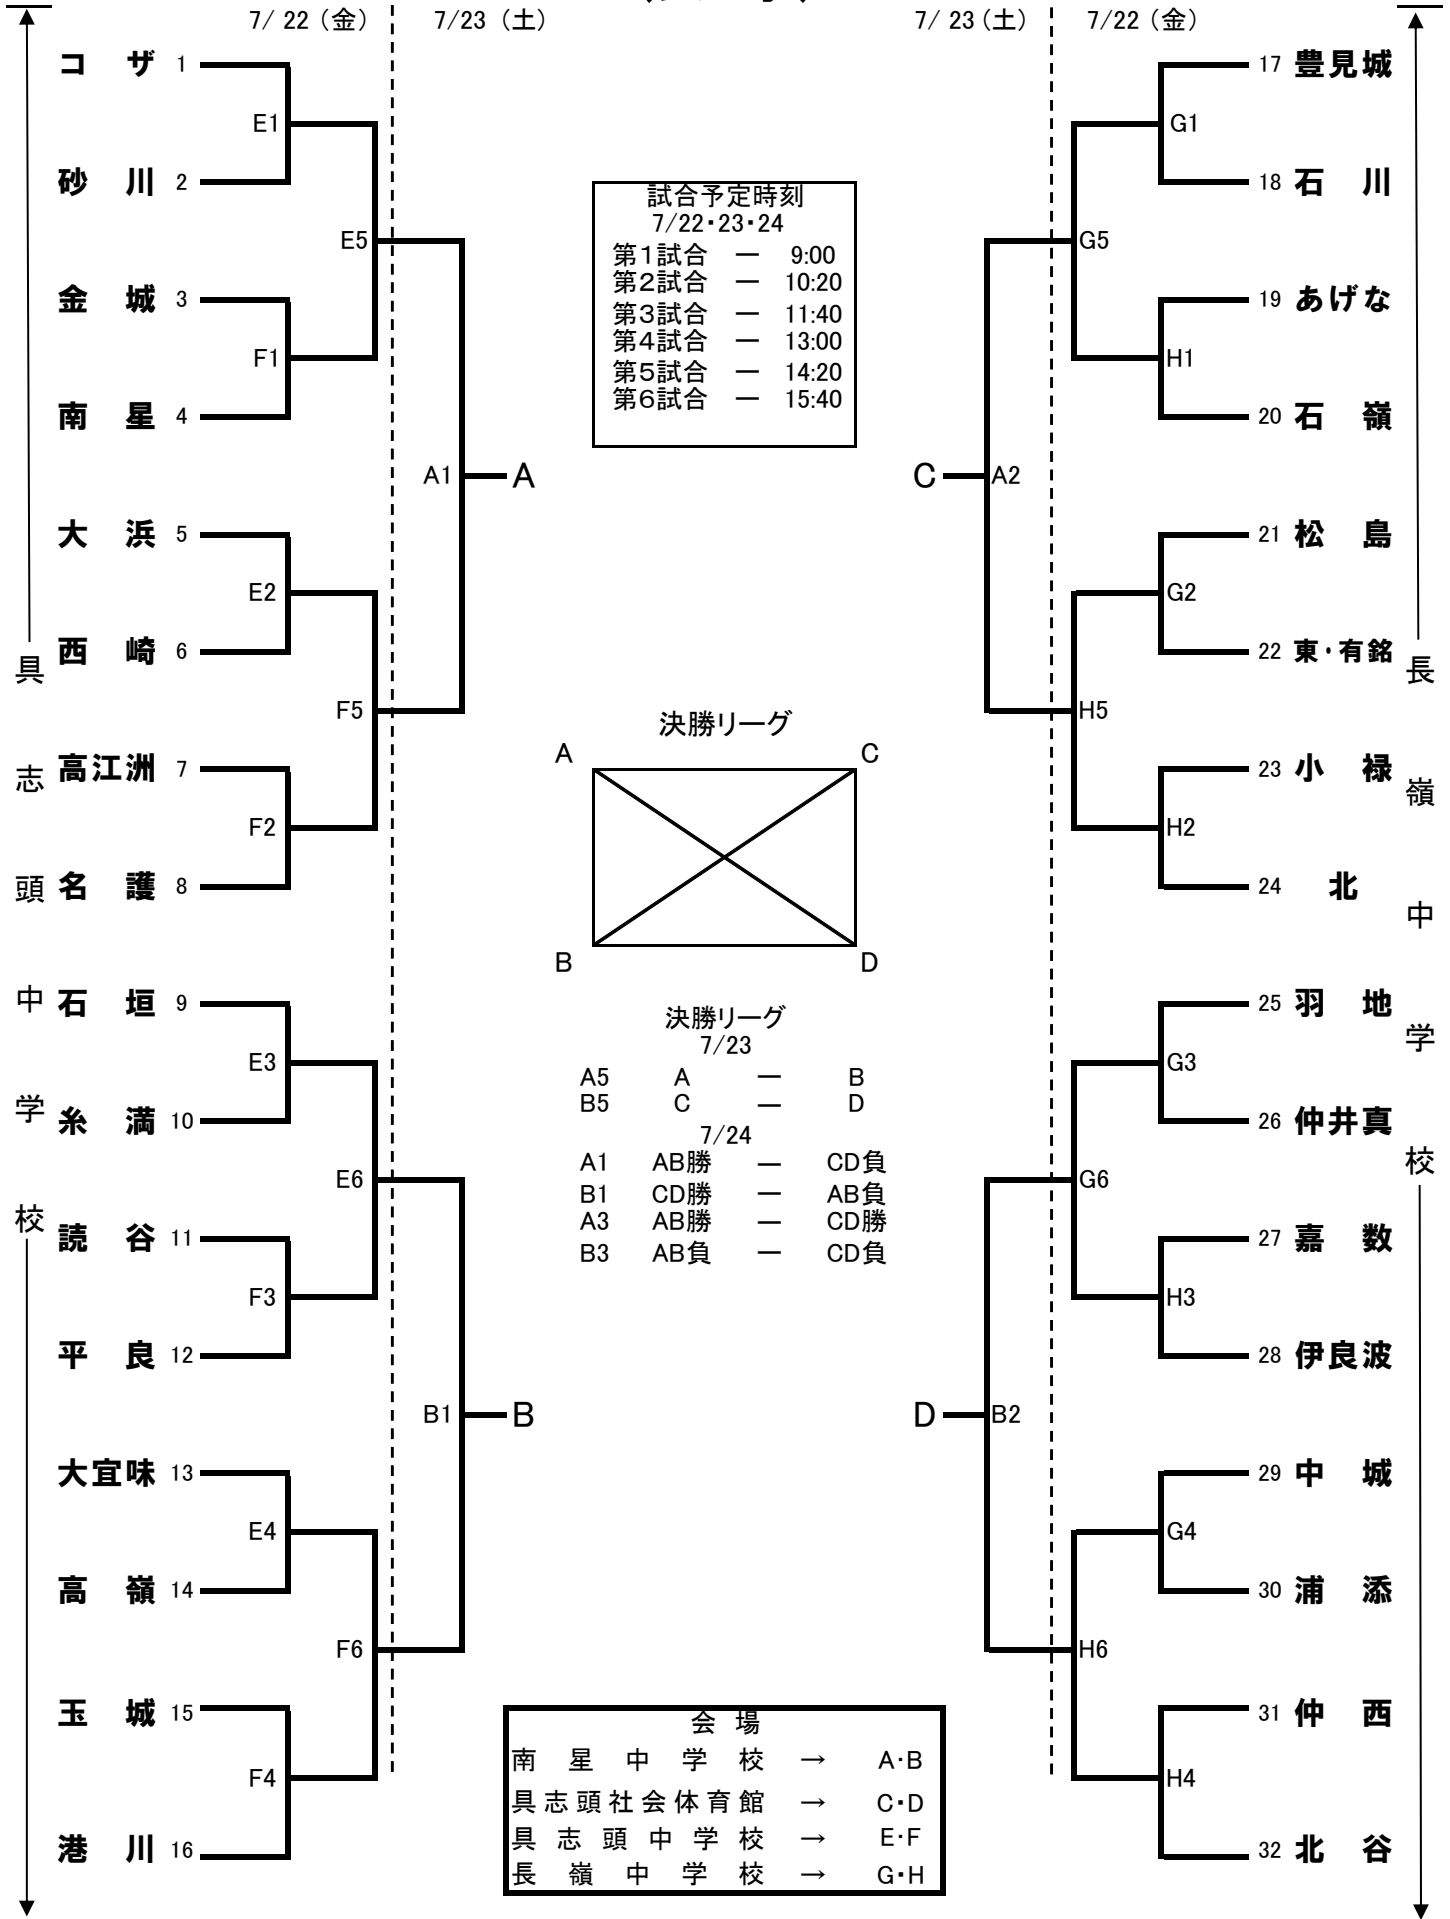 7/ 22 (金)
7/23 (土)
7/ 23 (土)
7/22 (金)
コ ザ 1
E1
砂 川 2
E5
金 城 3
F1
南 星 4
A1 A
大 浜 5
E2
西 崎 6
F5
高江洲 7
F2
名 護 8
石 垣 9
E3
糸 満 10
E6
読 谷 11
F3
平 良 12
B1 B
大宜味 13
E4
高 嶺 14
F6
玉 城 15
F4
港 川 16
具志頭中学校
試合予定時刻
7/22・23・24
第1試合 ー 9:00
第2試合 ー 10:20
第3試合 ー 11:40
第4試合 ー 13:00
第5試合 ー 14:20
第6試合 ー 15:40
決勝リーグ
A C
B D
決勝リーグ
7/23
A5 A ー B
B5 C ー D
7/24
A1 AB勝 ー CD負
B1 CD勝 ー AB負
A3 AB勝 ー CD勝
B3 AB負 ー CD負
会 場
南星中学校 → A・B
具志頭社会体育館 → C・D
具志頭中学校 → E・F
長嶺中学校 → G・H
17 豊見城
G1
18 石 川
G5
19 あげな
H1
20 石 嶺
C A2
21 松 島
G2
22 東・有銘
H5
23 小 禄
H2
24 北
25 羽 地
G3
26 仲井真
G6
27 嘉 数
H3
28 伊良波
D B2
29 中 城
G4
30 浦 添
H6
31 仲 西
H4
32 北 谷
長嶺中学校